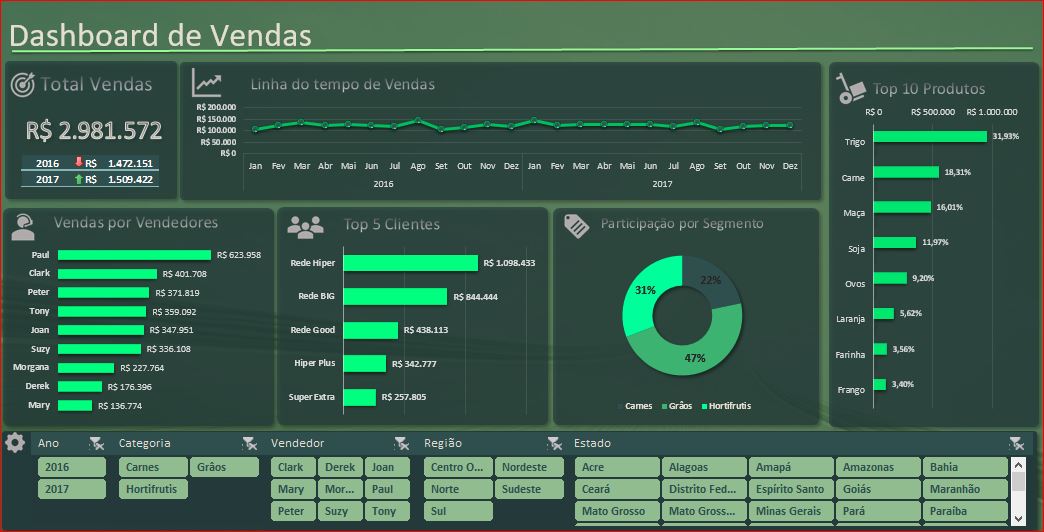 Dashboard de Vendas
Total Vendas
R$ 2.981.572
2016 R$ 1.472.151
2017 R$ 1.509.422
Linha do tempo de Vendas
R$ 200.000
R$ 150.000
R$ 100.000
R$ 50.000
R$ 0
Jan Fev Mar Abr Mai Jun Jul Ago Set Out Nov Dez Jan Fev Mar Abr Mai Jun Jul Ago Set Out Nov Dez
2016 2017
Top 10 Produtos
R$ 0 R$ 500.000 R$ 1.000.000
Trigo 31,93%
Carne 18,31%
Maça 16,01%
Soja 11,97%
Ovos 9,20%
Laranja 5,62%
Farinha 3,56%
Frango 3,40%
Vendas por Vendedores
Paul R$ 623.958
Clark R$ 401.708
Peter R$ 371.819
Tony R$ 359.092
Joan R$ 347.951
Suzy R$ 336.108
Morgana R$ 227.764
Derek R$ 176.396
Mary R$ 136.774
Top 5 Clientes
Rede Hiper R$ 1.098.433
Rede BIG R$ 844.444
Rede Good R$ 438.113
Hiper Plus R$ 342.777
Super Extra R$ 257.805
Participação por Segmento
22%
31%
47%
Carnes Grãos Hortifrutis
Ano
2016
2017
Categoria
Carnes Grãos
Hortifrutis
Vendedor
Clark Derek Joan
Mary Mor... Paul
Peter Suzy Tony
Região
Centro O... Nordeste
Norte Sudeste
Sul
Estado
Acre Alagoas Amapá Amazonas Bahia
Ceará Distrito Fed... Espírito Santo Goiás Maranhão
Mato Grosso Mato Gross... Minas Gerais Pará Paraíba